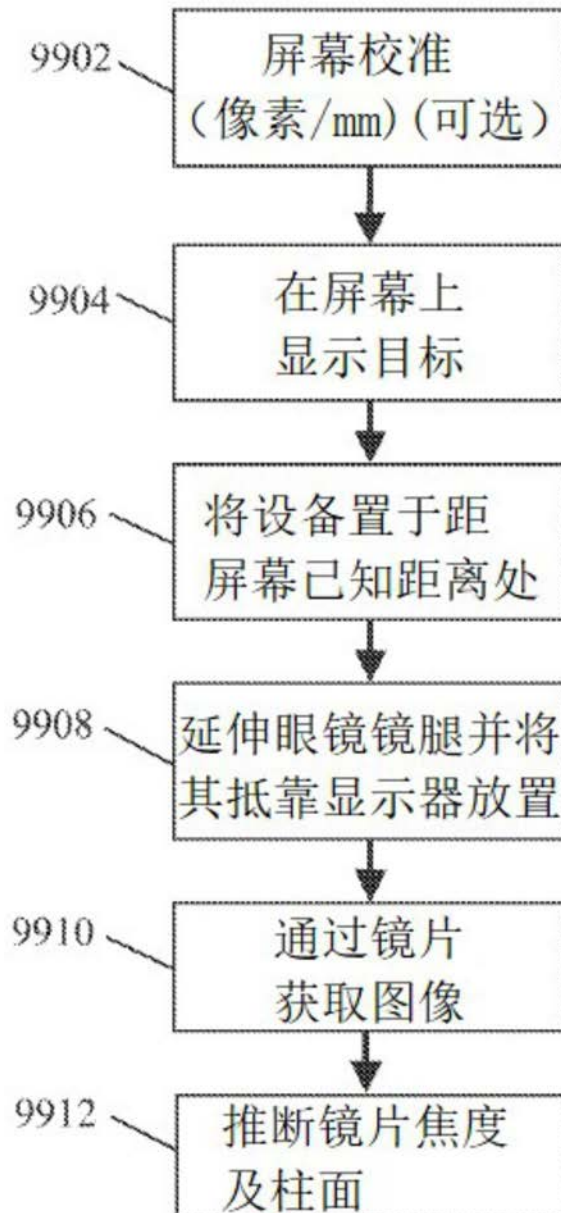 9902
屏幕校准
(像素/mm)(可选)
9904
在屏幕上
显示目标
9906
将设备置于距
屏幕已知距离处
9908
延伸眼镜镜腿并将
其抵靠显示器放置
9910
通过镜片
获取图像
9912
推断镜片焦度
及柱面